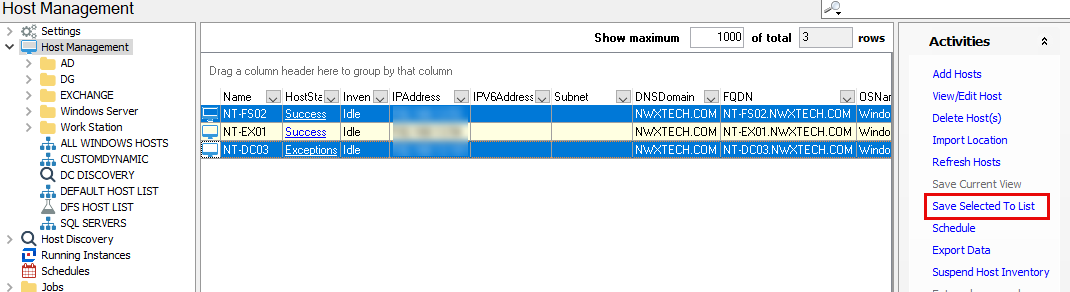 Host Management
Settings
Host Management
AD
DG
EXCHANGE
Windows Server
Work Station
ALL WINDOWS HOSTS
CUSTOMDYNAMIC
DC DISCOVERY
DEFAULT HOST LIST
DFS HOST LIST
SQL SERVERS
Host Discovery
Running Instances
Schedules
Jobs
Show maximum 1000 of total 3 rows
Drag a column header here to group by that column
Name HostSta Inven IPAddress IPV6Address Subnet DNSDomain FQDN OSNar
NT-FS02 Success Idle NWXTECH.COM NT-FS02.NWXTECH.COM Windo
NT-EX01 Success Idle NWXTECH.COM NT-EX01.NWXTECH.COM Windo
NT-DC03 Exceptions Idle NWXTECH.COM NT-DC03.NWXTECH.COM Windo
Activities
Add Hosts
View/Edit Host
Delete Host(s)
Import Location
Refresh Hosts
Save Current View
Save Selected To List
Schedule
Export Data
Suspend Host Inventory